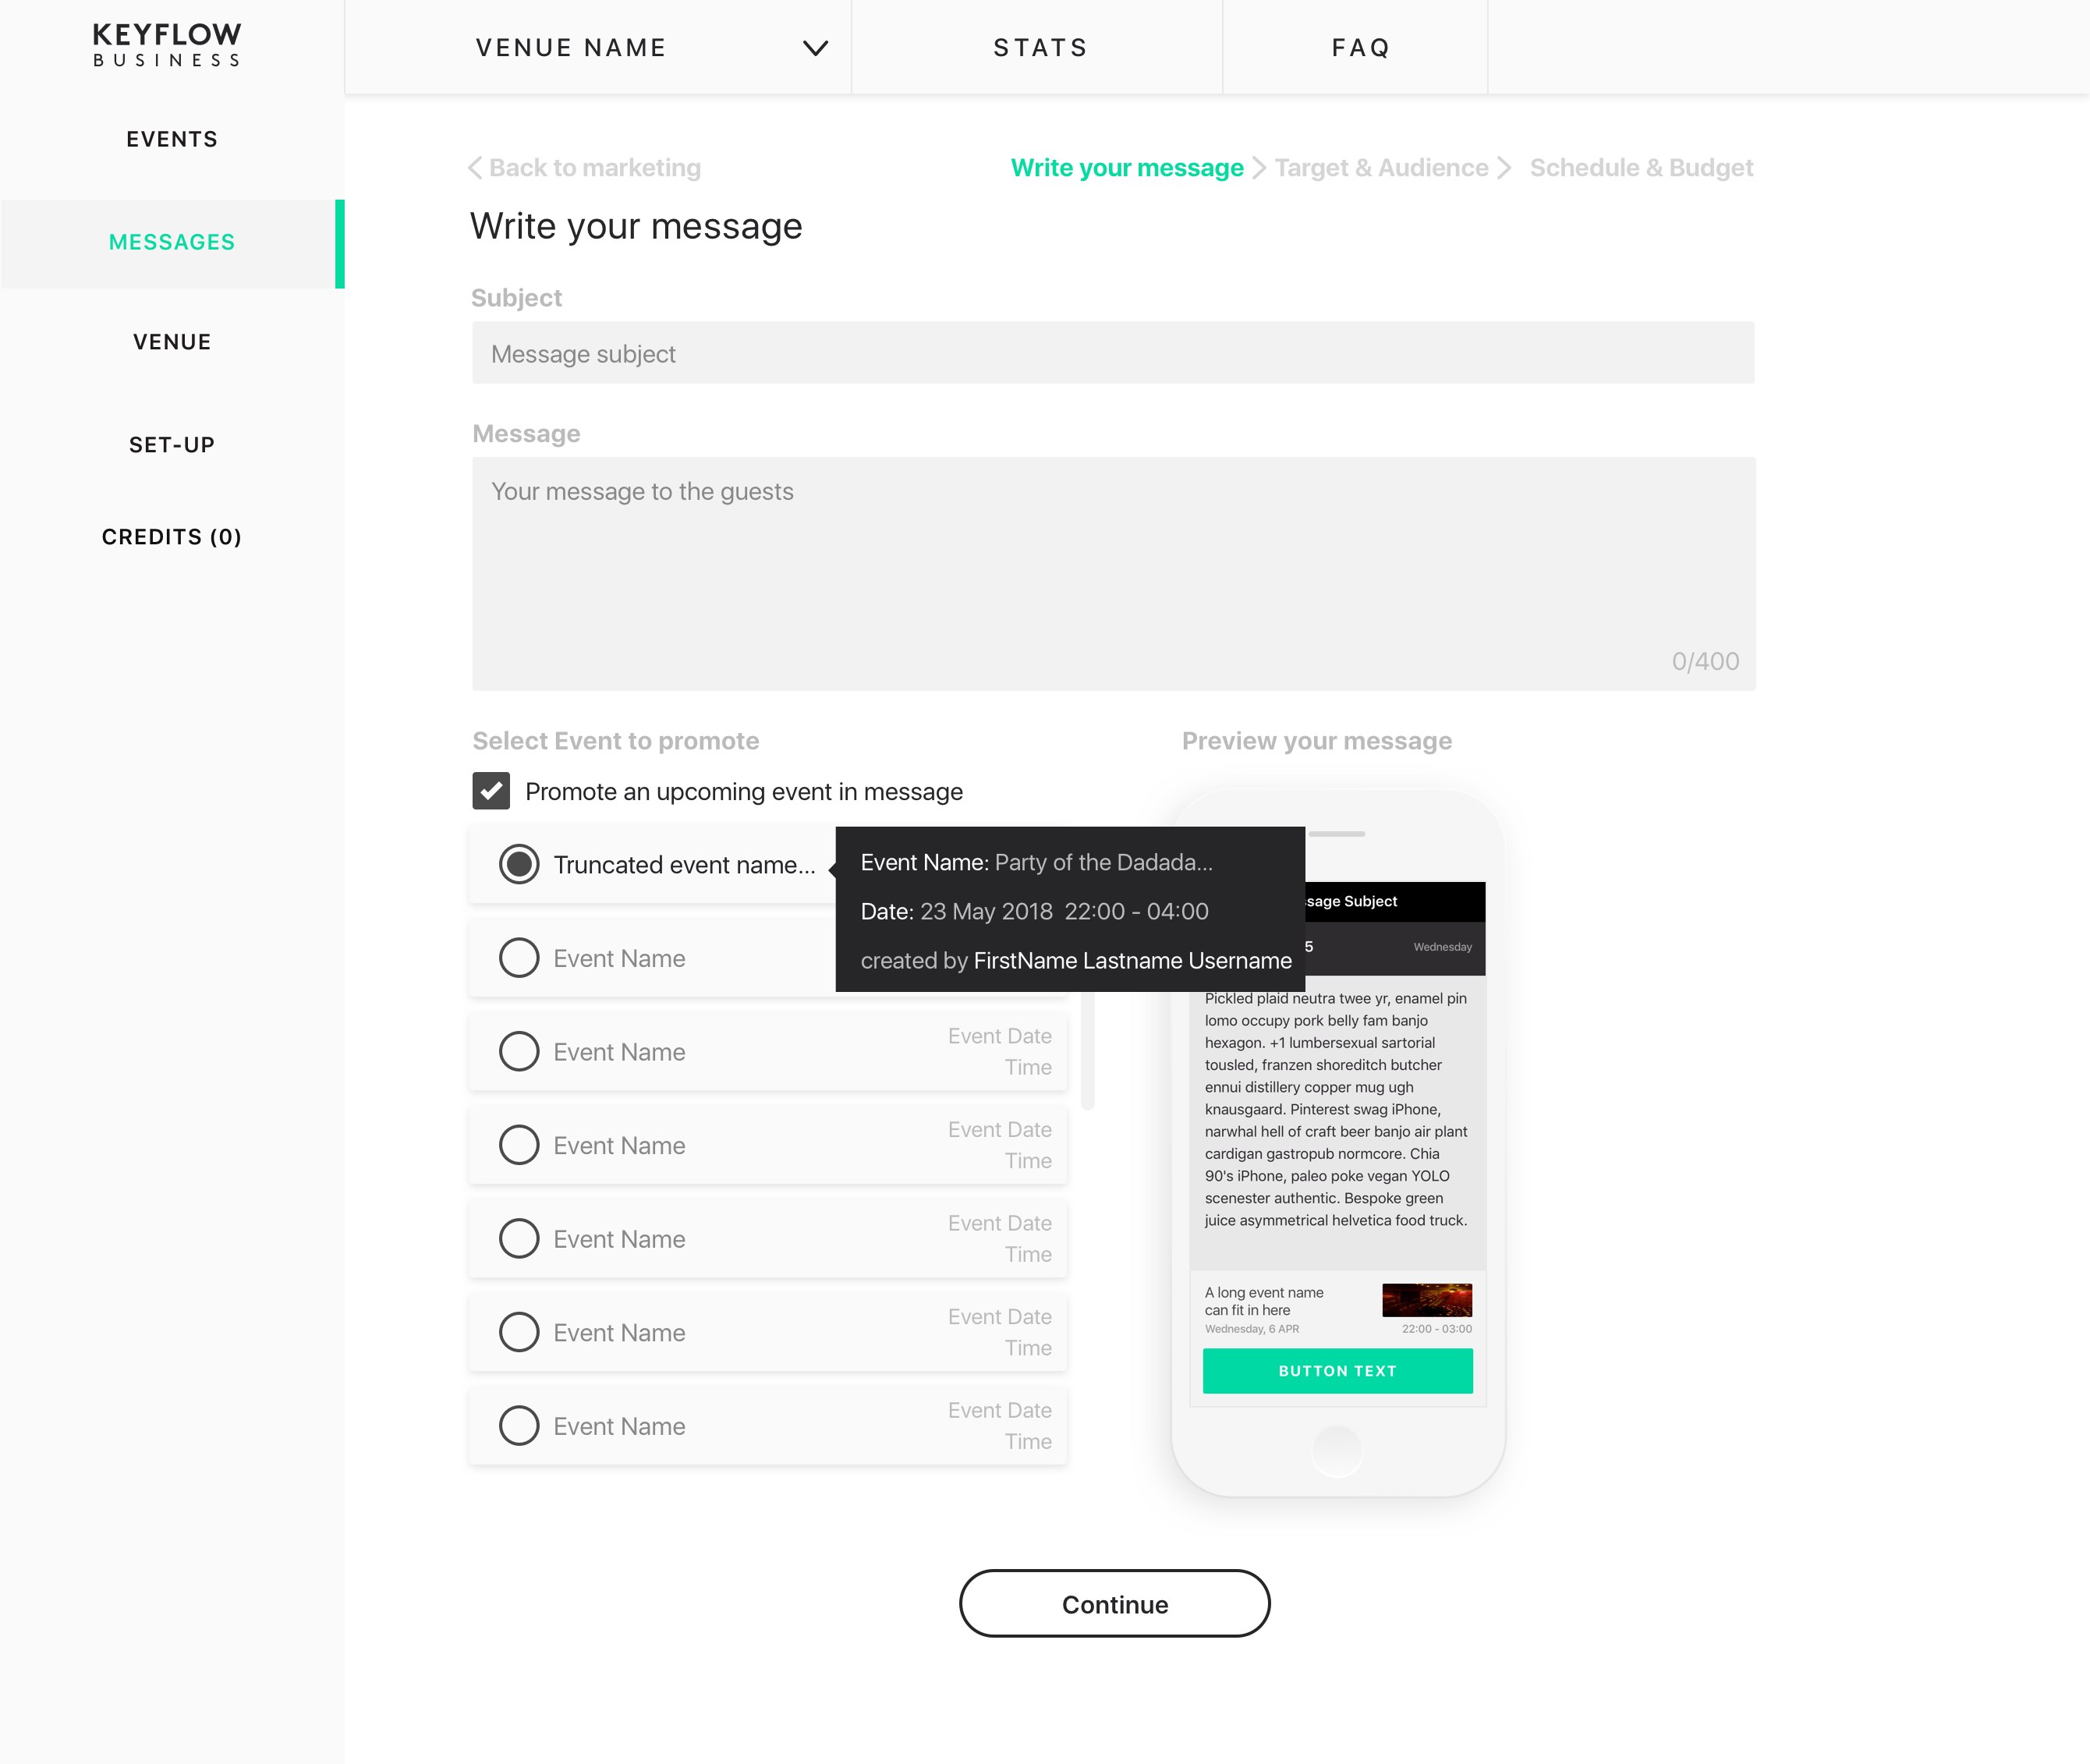 KEYFLOW
BUSINESS
VENUE NAME
STATS
FAQ
EVENTS
MESSAGES
VENUE
SET-UP
CREDITS (0)
Back to marketing
Write your message
Target & Audience
Schedule & Budget
Write your message
Subject
Message subject
Message
Your message to the guests
0/400
Select Event to promote
Promote an upcoming event in message
Truncated event name...
Event Name: Party of the Dadada...
Date: 23 May 2018 22:00 - 04:00
created by FirstName Lastname Username
Event Name
Event Name
Event Date
Time
Event Name
Event Date
Time
Event Name
Event Date
Time
Event Name
Event Date
Time
Event Name
Event Date
Time
Preview your message
ssage Subject
5
Wednesday
Pickled plaid neutra twee yr, enamel pin
lomo occupy pork belly fam banjo
hexagon. +1 lumbersexual sartorial
tousled, franzen shoreditch butcher
ennui distillery copper mug ugh
knausgaard. Pinterest swag iPhone,
narwhal hell of craft beer banjo air plant
cardigan gastropub normcore. Chia
90's iPhone, paleo poke vegan YOLO
scenester authentic. Bespoke green
juice asymmetrical helvetica food truck.
A long event name
can fit in here
Wednesday, 6 APR
22:00 - 03:00
BUTTON TEXT
Continue